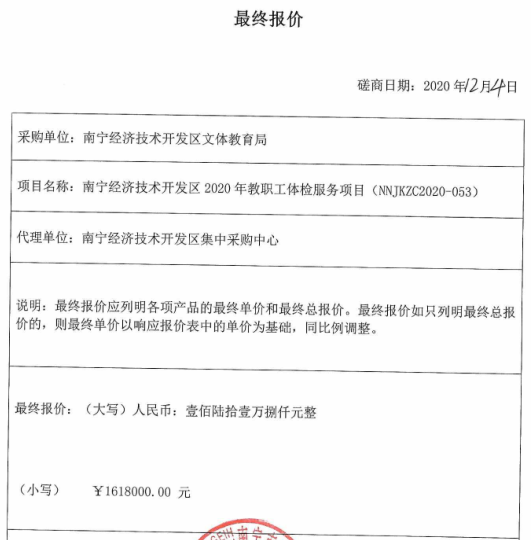 最终报价
磋商日期：2020 年12月4日
采购单位：南宁经济技术开发区文体教育局
项目名称：南宁经济技术开发区 2020 年教职工体检服务项目（NNJKZC2020-053）
代理单位：南宁经济技术开发区集中采购中心
说明：最终报价应列明各项产品的最终单价和最终总报价。最终报价如只列明最终总报
价的，则最终单价以响应报价表中的单价为基础，同比例调整。
最终报价：（大写）人民币：壹佰陆拾壹万捌仟元整
（小写） ￥1618000.00 元